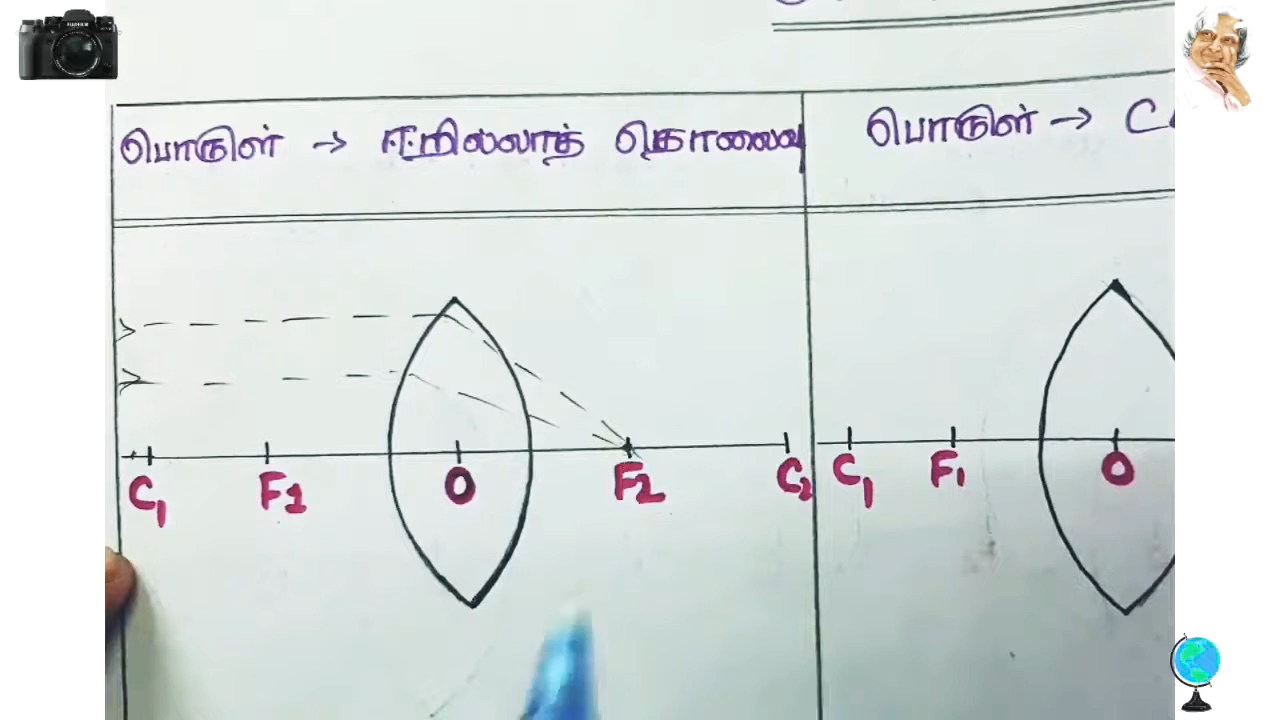 பொருள் → ஈறில்லாத் தொலைவு
பொருள் → C
C₁ F1 O F2 C₂
C₁ F₁ O